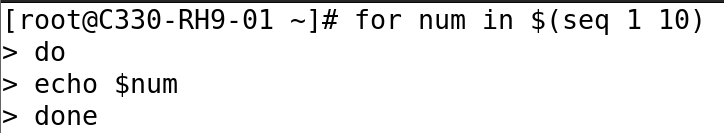 [root@C330-RH9-01 ~]# for num in $(seq 1 10)
> do
> echo $num
> done